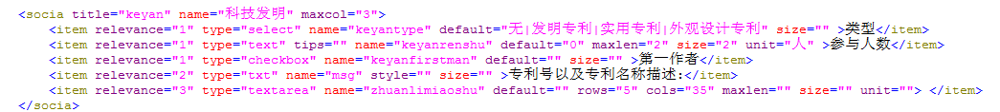 <socia title="keyan" name="科技发明" maxcol="3">
<item relevance="1" type="select" name="keyantype" default="无|发明专利|实用专利|外观设计专利" size="" >类型</item>
<item relevance="1" type="text" tips="" name="keyanrenshu" default="0" maxlen="2" size="2" unit="人" >参与人数</item>
<item relevance="1" type="checkbox" name="keyanfirstman" default="" size="" >第一作者</item>
<item relevance="2" type="txt" name="msg" style="" size="" >专利号以及专利名称描述:</item>
<item relevance="3" type="textarea" name="zhuanlimiaoshu" default="" rows="5" cols="35" maxlen="" size="" unit=""> </item>
</socia>